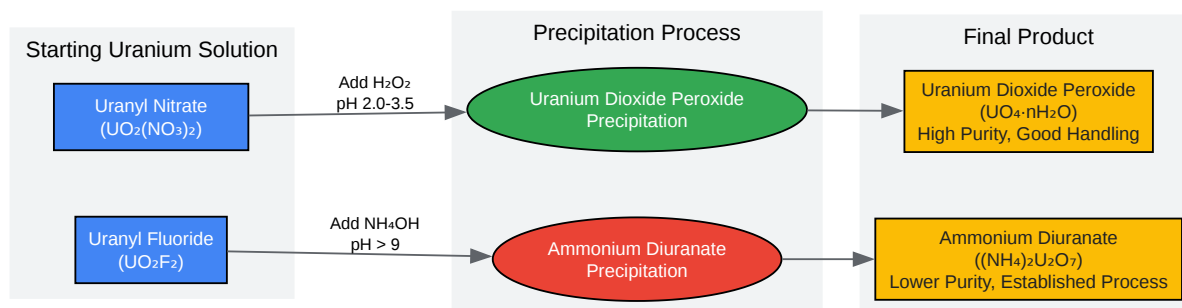 Starting Uranium Solution
Precipitation Process
Final Product
Uranyl Nitrate
(UO₂(NO₃)₂)
Add H₂O₂
pH 2.0-3.5
Uranium Dioxide Peroxide
Precipitation
Uranium Dioxide Peroxide
(UO₄·nH₂O)
High Purity, Good Handling
Uranyl Fluoride
(UO₂F₂)
Add NH₄OH
pH > 9
Ammonium Diuranate
Precipitation
Ammonium Diuranate
((NH₄)₂U₂O₇)
Lower Purity, Established Process